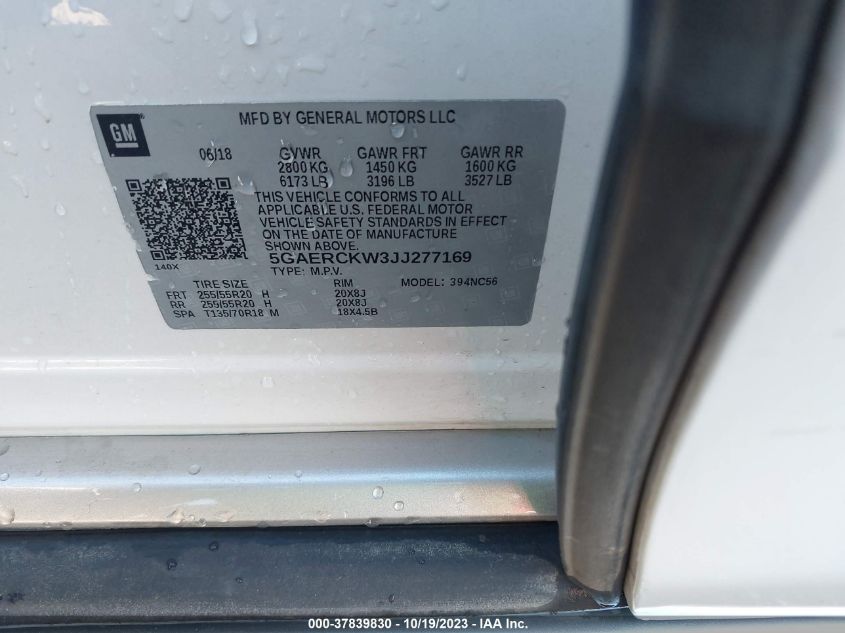 GM
MFD BY GENERAL MOTORS LLC
06/18 GVWR GAWR FRT GAWR RR
2800 KG 1450 KG 1600 KG
6173 LB 3196 LB 3527 LB
THIS VEHICLE CONFORMS TO ALL
APPLICABLE U.S. FEDERAL MOTOR
VEHICLE SAFETY STANDARDS IN EFFECT
ON THE DATE OF MANUFACTURE
SHOWN ABOVE.
140X
5GAERCKW3JJ277169
TYPE: M.P.V. MODEL: 394NC56
TIRE SIZE RIM
FRT 255/55R20 H 20X8J
RR 255/55R20 H 20X8J
SPA T135/70R18 M 18X4.5B
000-37839830 - 10/19/2023 - IAA Inc.